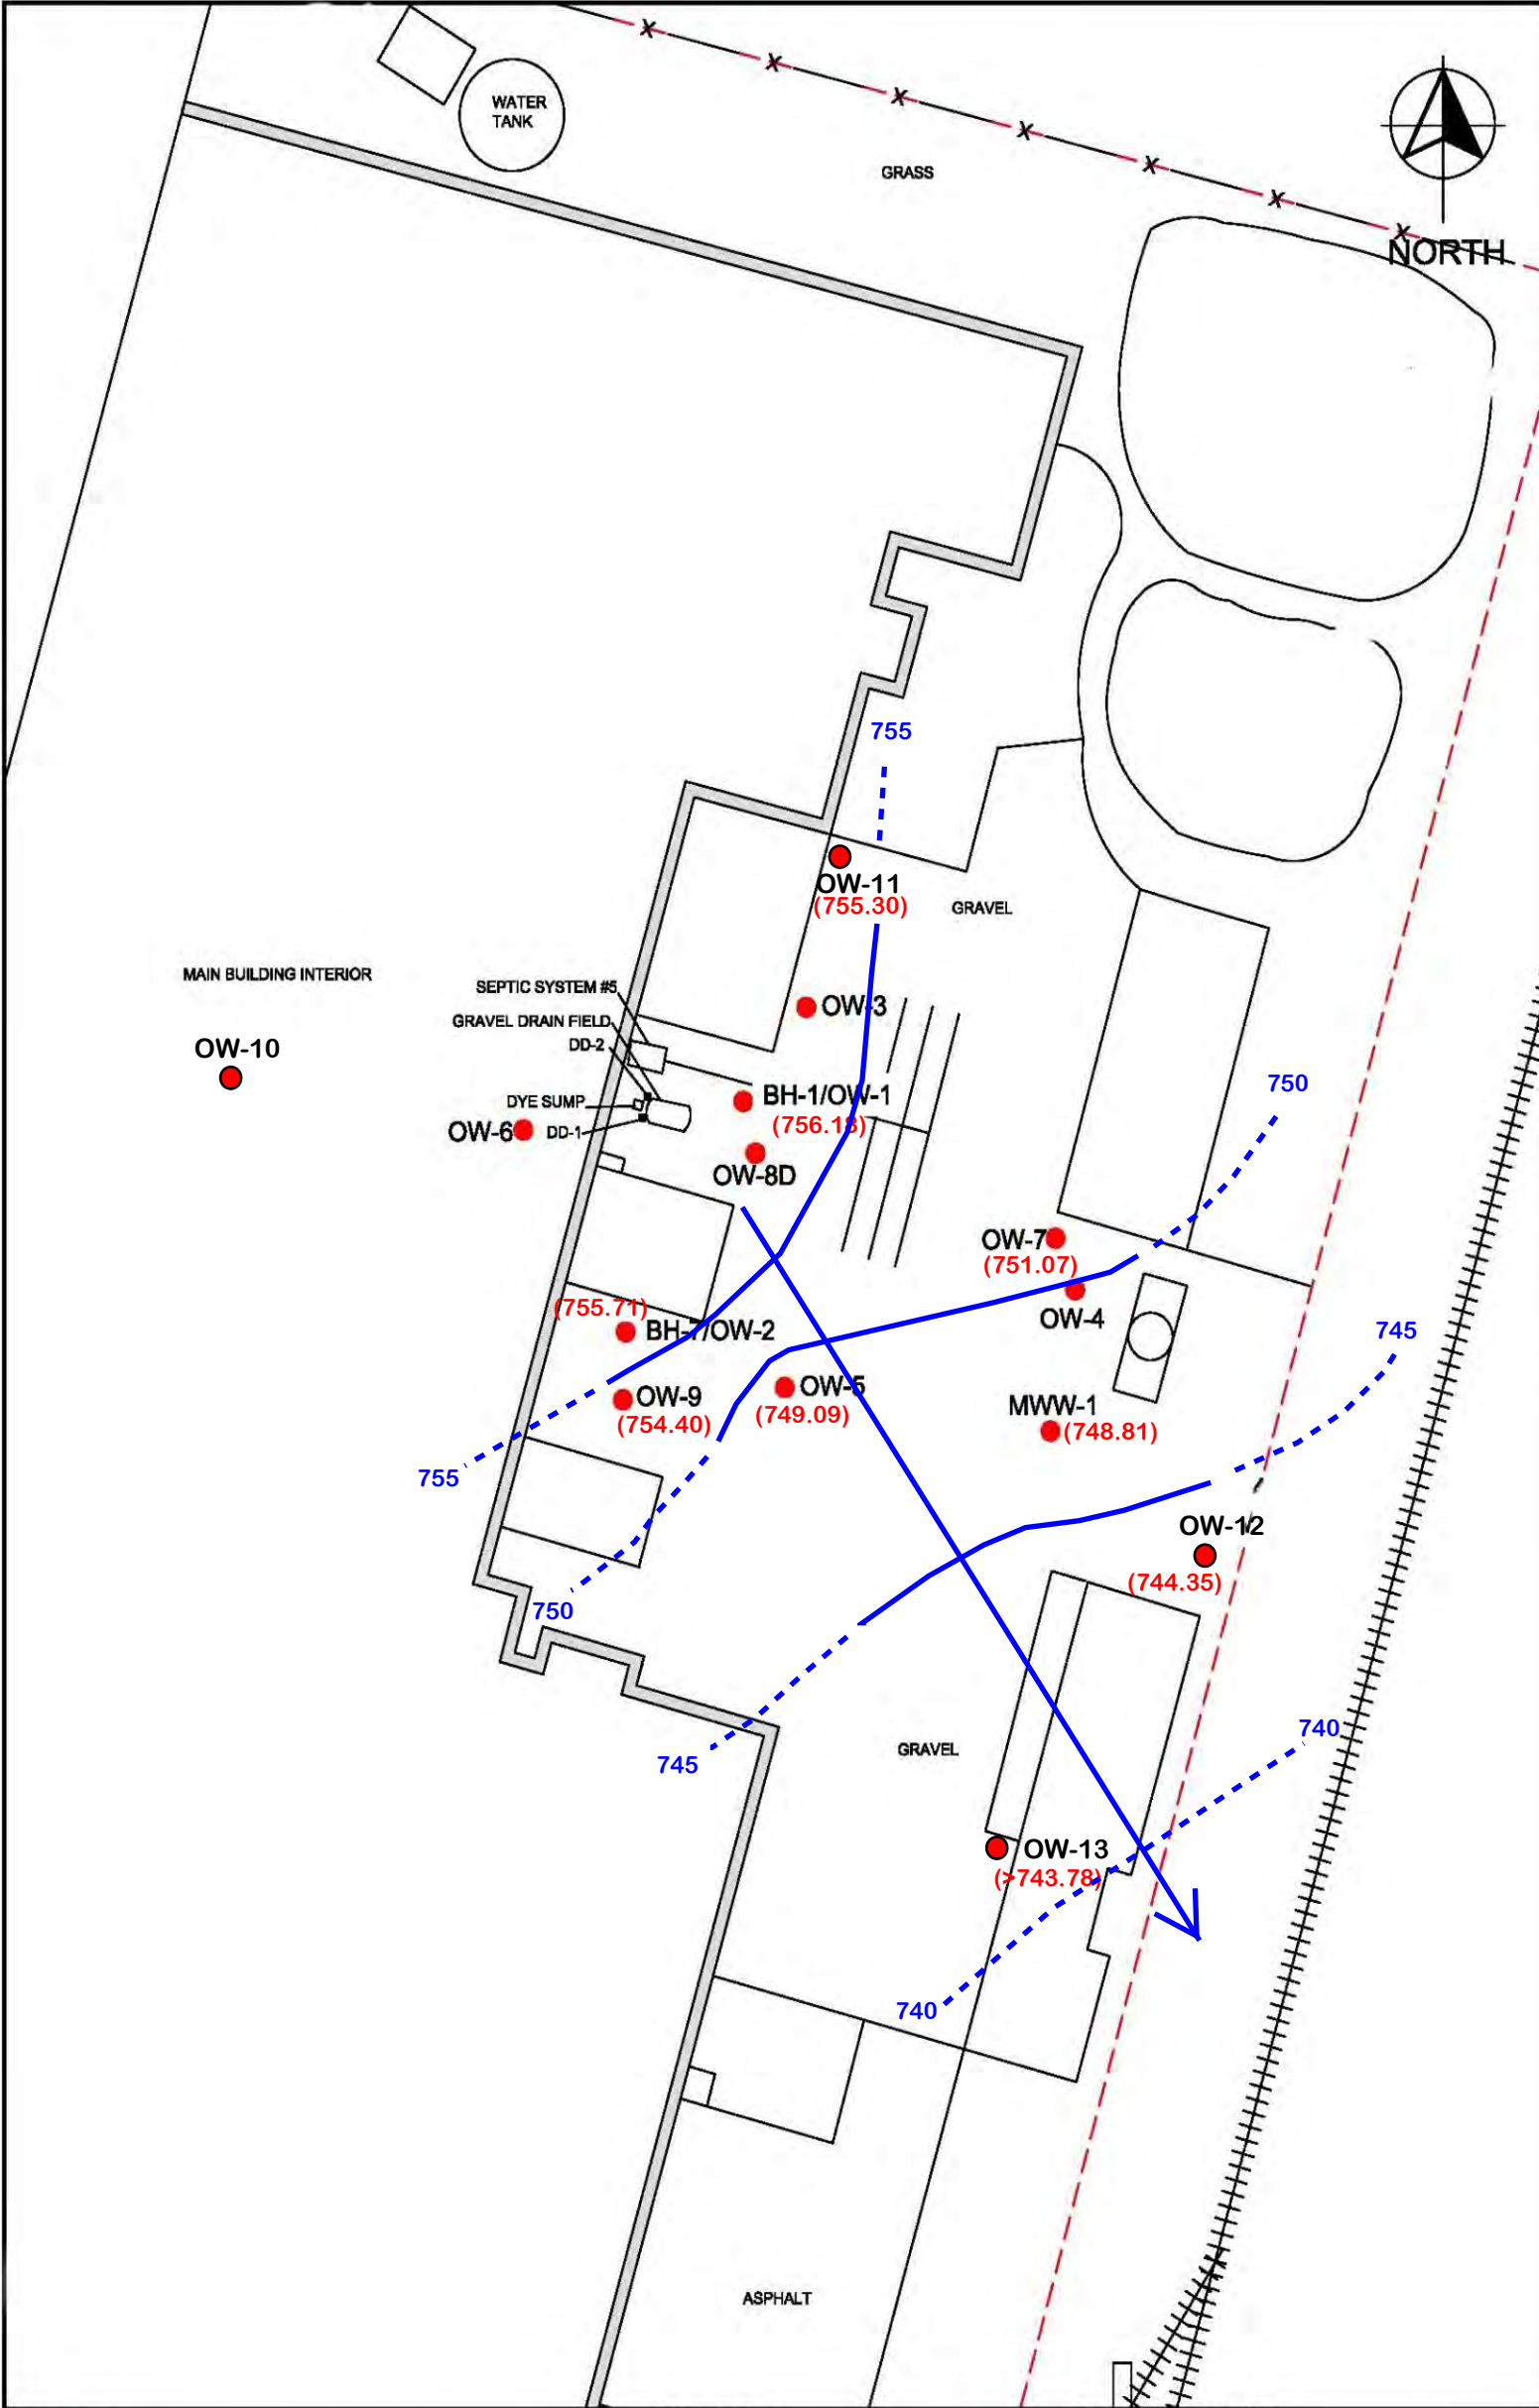 WATER
TANK
GRASS
NORTH
755
OW-11
(755.30)
GRAVEL
MAIN BUILDING INTERIOR
SEPTIC SYSTEM #5
OW-3
GRAVEL DRAIN FIELD
DD-2
OW-10
750
BH-1/OW-1
DYE SUMP
(756.18)
OW-6
DD-1
OW-8D
OW-7
(751.07)
(755.71)
OW-4
BH-7/OW-2
745
OW-5
OW-9
(749.09)
(754.40)
MWW-1
(748.81)
755
OW-12
(744.35)
750
740
GRAVEL
745
OW-13
(>743.78)
740
ASPHALT